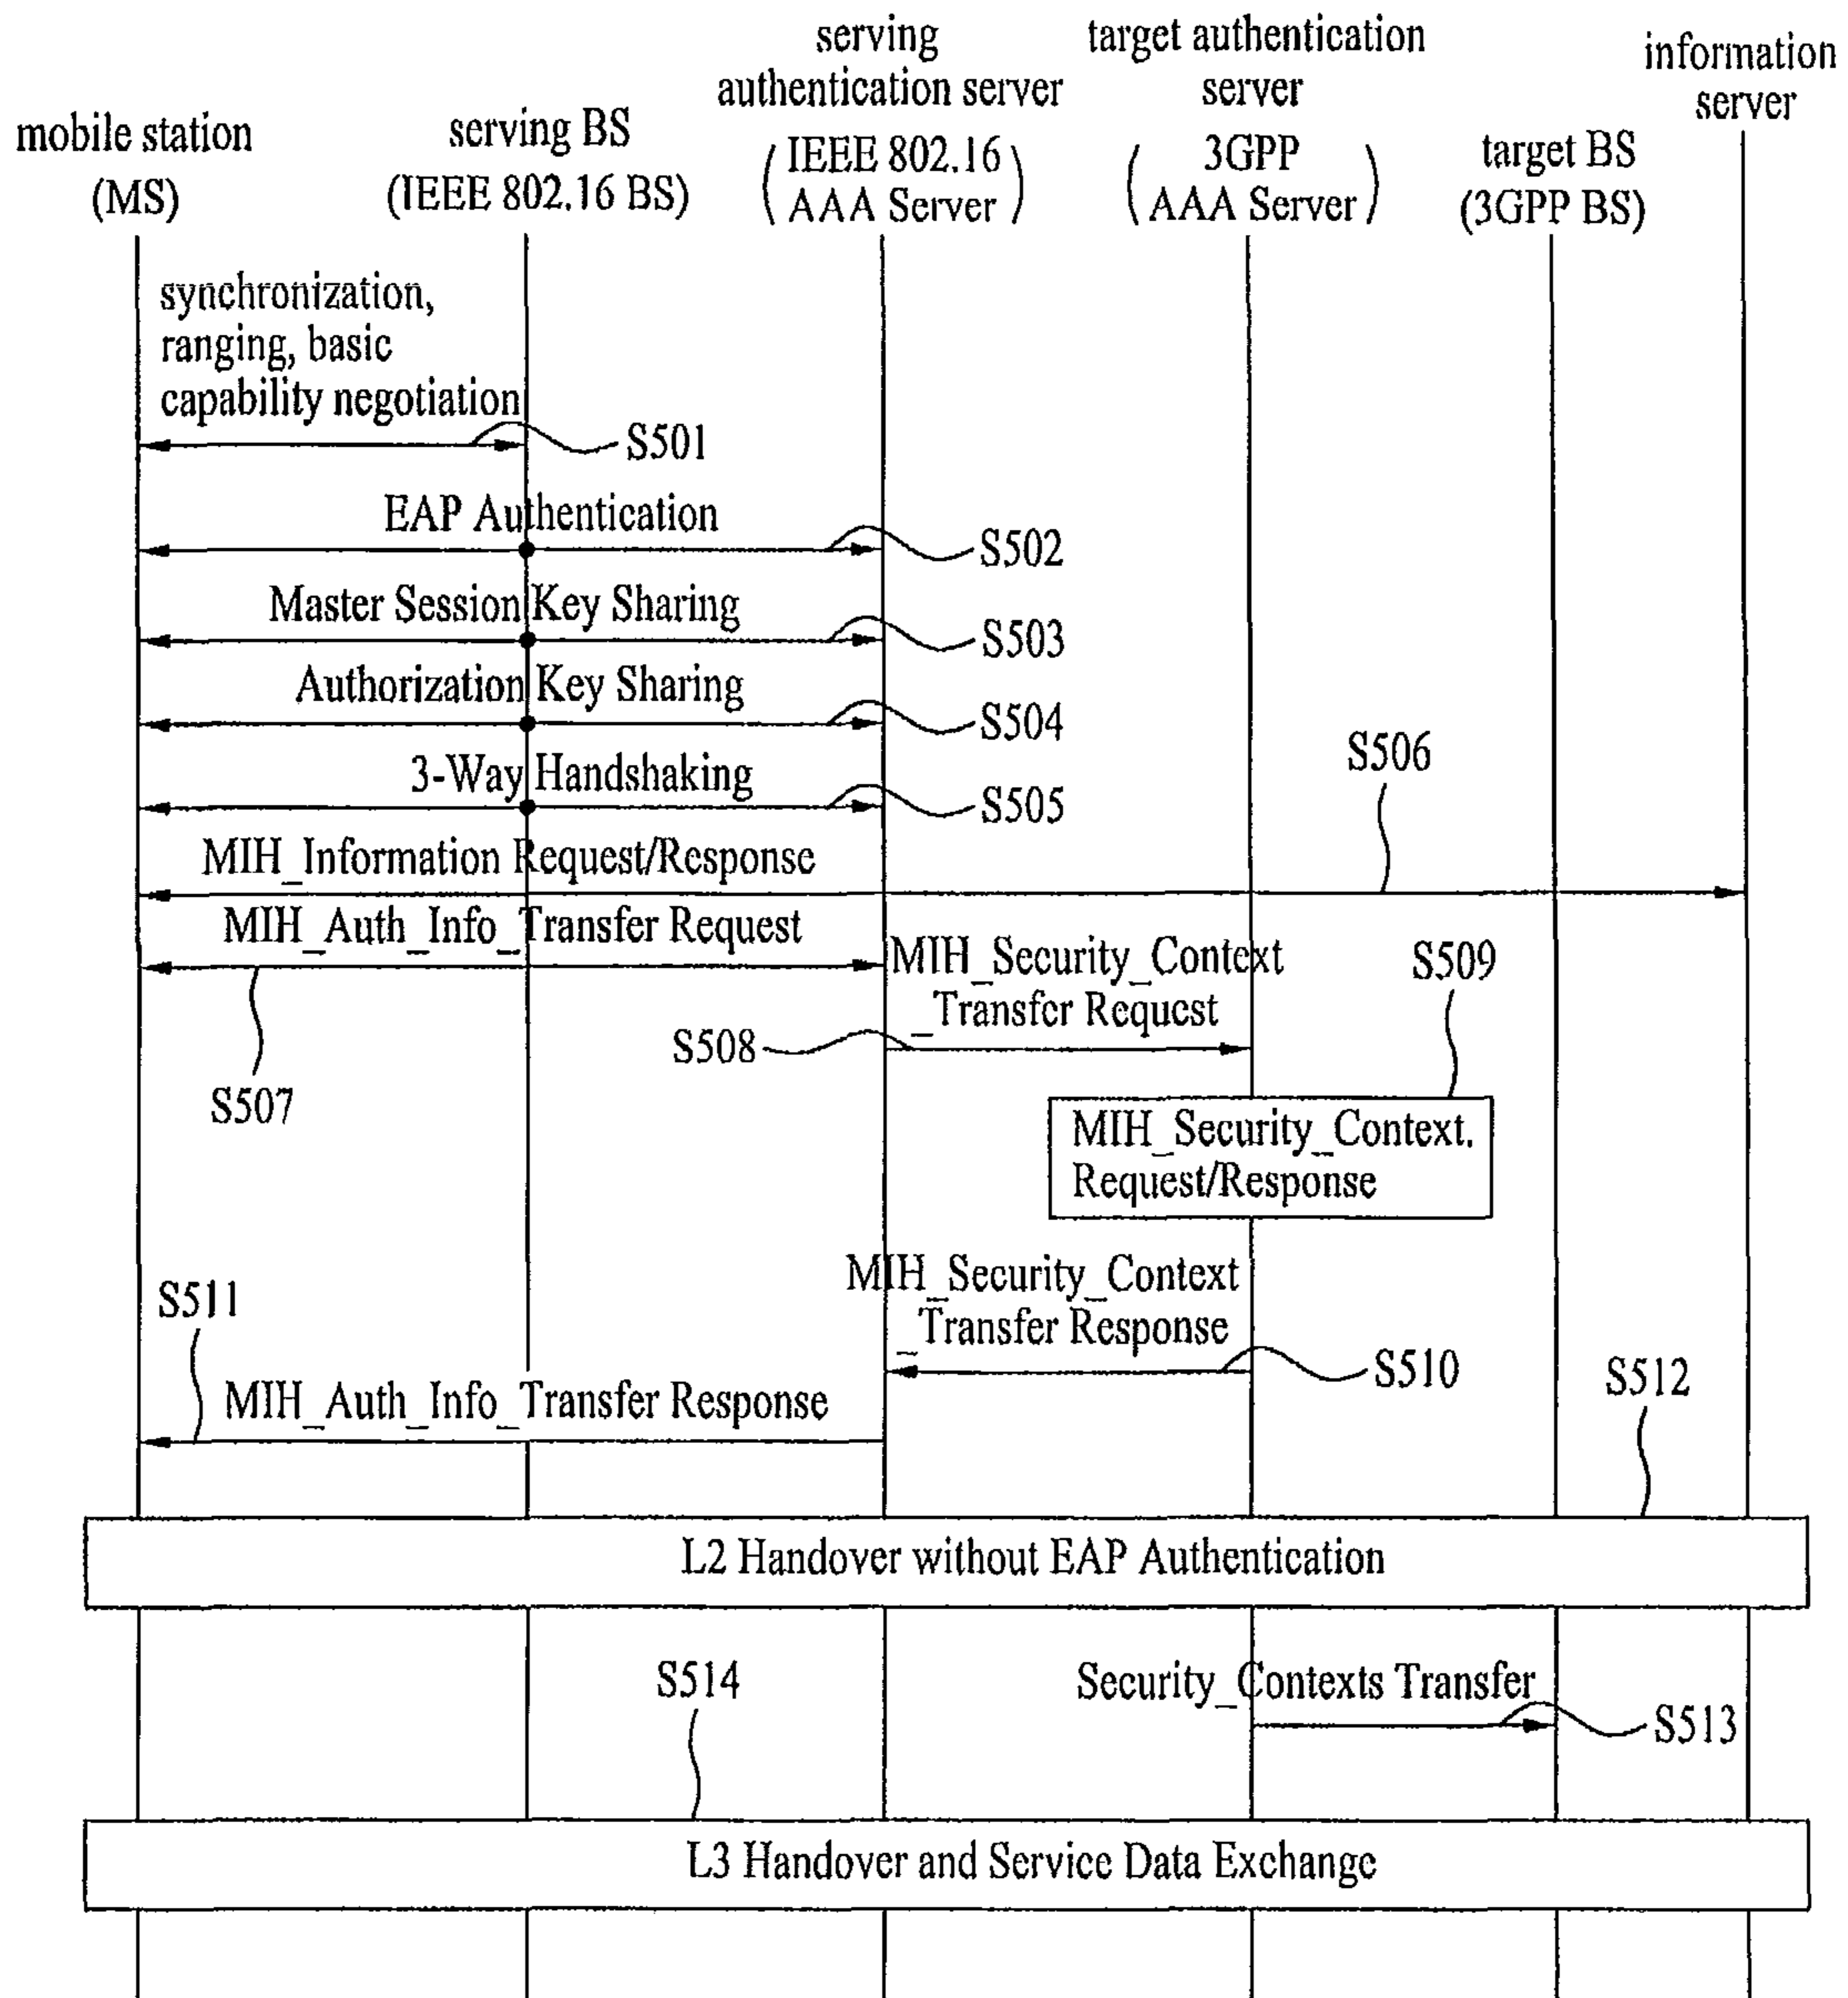 mobile station
(MS)
serving BS
(IEEE 802.16 BS)
serving
authentication server
(IEEE 802.16
AAA Server)
target authentication
server
(3GPP
AAA Server)
target BS
(3GPP BS)
information
server
synchronization,
ranging, basic
capability negotiation
S501
EAP Authentication
S502
Master Session Key Sharing
S503
Authorization Key Sharing
S504
3-Way Handshaking
S505
S506
MIH_Information Request/Response
MIH_Auth_Info_Transfer Request
S507
MIH_Security_Context
_Transfer Request
S508
S509
MIH_Security_Context.
Request/Response
MIH_Security_Context
_Transfer Response
S510
S511
MIH_Auth_Info_Transfer Response
S512
L2 Handover without EAP Authentication
Security_Contexts Transfer
S513
S514
L3 Handover and Service Data Exchange